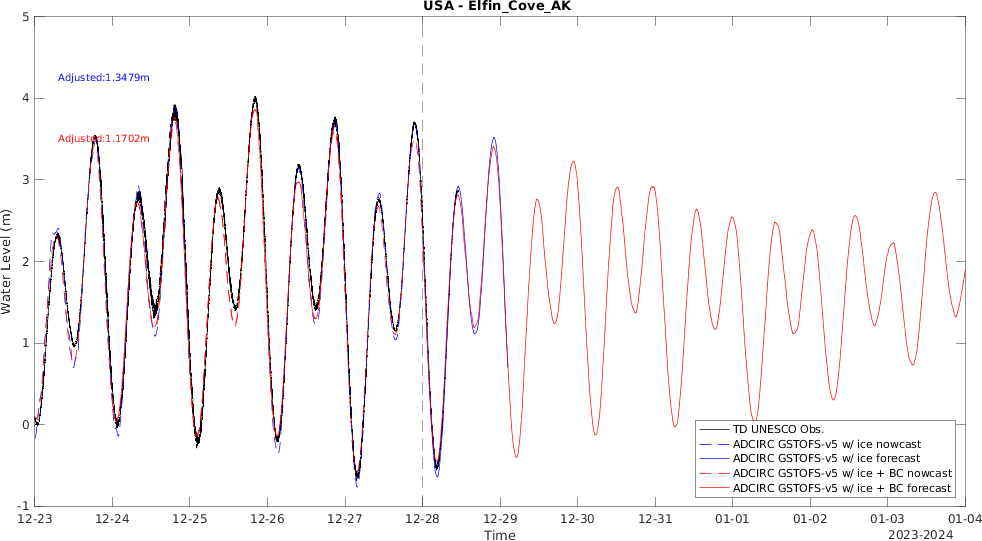 USA - Elfin_Cove_AK
5
4
3
2
1
0
-1
Water Level (m)
Adjusted:1.3479m
Adjusted:1.1702m
TD UNESCO Obs.
ADCIRC GSTOFS-v5 w/ ice nowcast
ADCIRC GSTOFS-v5 w/ ice forecast
ADCIRC GSTOFS-v5 w/ ice + BC nowcast
ADCIRC GSTOFS-v5 w/ ice + BC forecast
12-23 12-24 12-25 12-26 12-27 12-28 12-29 12-30 12-31 01-01 01-02 01-03 01-04
Time
2023-2024